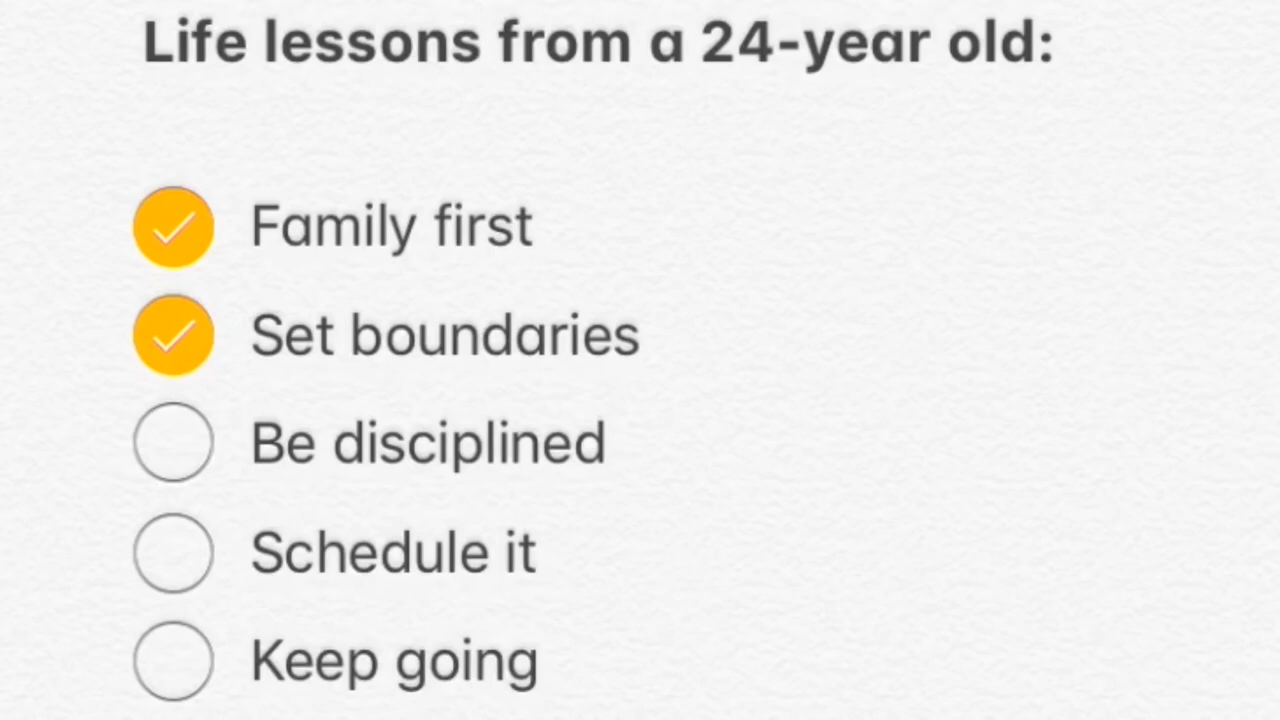 Life lessons from a 24-year old:
Family first
Set boundaries
Be disciplined
Schedule it
Keep going